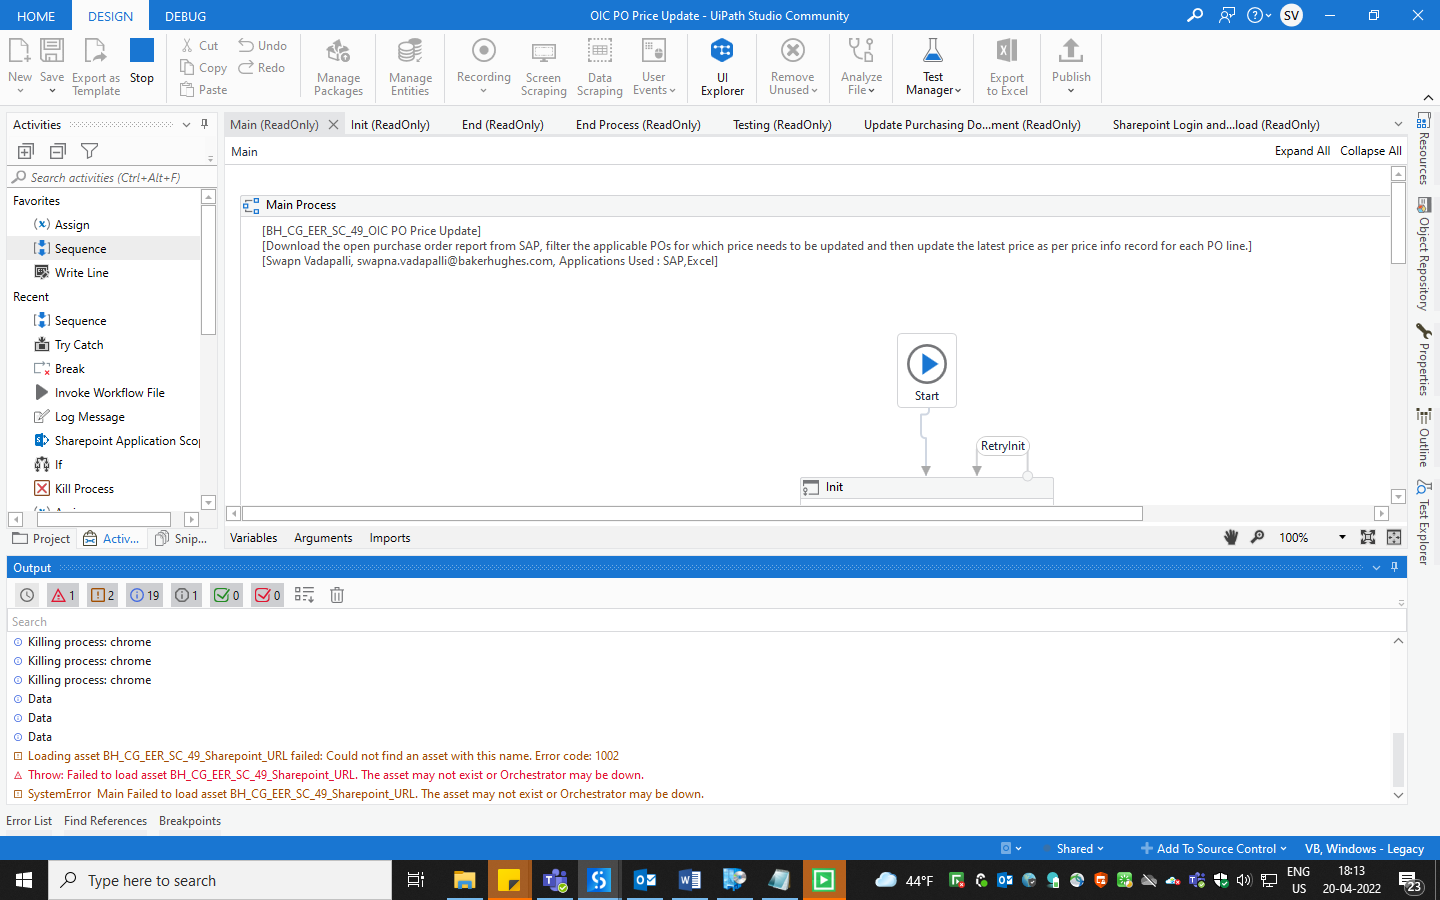 HOME
DESIGN
DEBUG
OIC PO Price Update - UiPath Studio Community
SV
New
Save
Export as Template
Stop
Cut
Copy
Paste
Undo
Redo
Manage Packages
Manage Entities
Recording
Screen Scraping
Data Scraping
User Events
UI Explorer
Remove Unused
Analyze File
Test Manager
Export to Excel
Publish
Activities
Search activities (Ctrl+Alt+F)
Favorites
Assign
Sequence
Write Line
Recent
Sequence
Try Catch
Break
Invoke Workflow File
Log Message
Sharepoint Application Scop
If
Kill Process
Project
Activ...
Snip...
Main (ReadOnly)
Init (ReadOnly)
End (ReadOnly)
End Process (ReadOnly)
Testing (ReadOnly)
Update Purchasing Do...ment (ReadOnly)
Sharepoint Login and...load (ReadOnly)
Main
Expand All
Collapse All
Main Process
[BH_CG_EER_SC_49_OIC PO Price Update]
[Download the open purchase order report from SAP, filter the applicable POs for which price needs to be updated and then update the latest price as per price info record for each PO line.]
[Swapn Vadapalli, swapna.vadapalli@bakerhughes.com, Applications Used : SAP,Excel]
Start
RetryInit
Init
Variables
Arguments
Imports
100%
Resources
Object Repository
Properties
Outline
Test Explorer
Output
1
2
19
1
0
0
Search
Killing process: chrome
Killing process: chrome
Killing process: chrome
Data
Data
Data
Loading asset BH_CG_EER_SC_49_Sharepoint_URL failed: Could not find an asset with this name. Error code: 1002
Throw: Failed to load asset BH_CG_EER_SC_49_Sharepoint_URL. The asset may not exist or Orchestrator may be down.
SystemError Main Failed to load asset BH_CG_EER_SC_49_Sharepoint_URL. The asset may not exist or Orchestrator may be down.
Error List
Find References
Breakpoints
Shared
Add To Source Control
VB, Windows - Legacy
Type here to search
44°F
ENG
US
18:13
20-04-2022
23